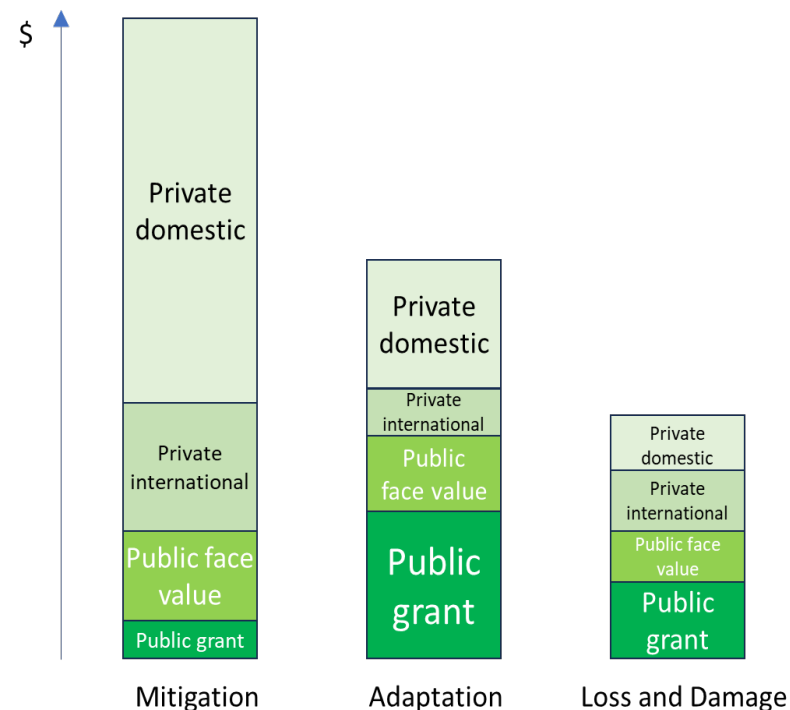 $
Private
domestic
Private
international
Public face
value
Public grant
Private
domestic
Private
international
Public
face value
Public
grant
Private
domestic
Private
international
Public face
value
Public
grant
Mitigation
Adaptation
Loss and Damage